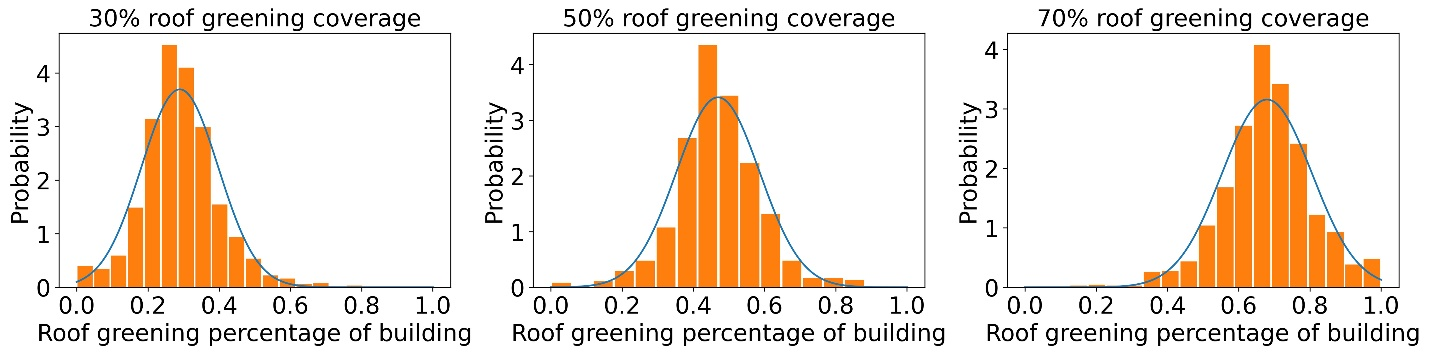 30% roof greening coverage
Probability
4
3
2
1
0
0.0 0.2 0.4 0.6 0.8 1.0
Roof greening percentage of building
50% roof greening coverage
Probability
4
3
2
1
0
0.0 0.2 0.4 0.6 0.8 1.0
Roof greening percentage of building
70% roof greening coverage
Probability
4
3
2
1
0
0.0 0.2 0.4 0.6 0.8 1.0
Roof greening percentage of building